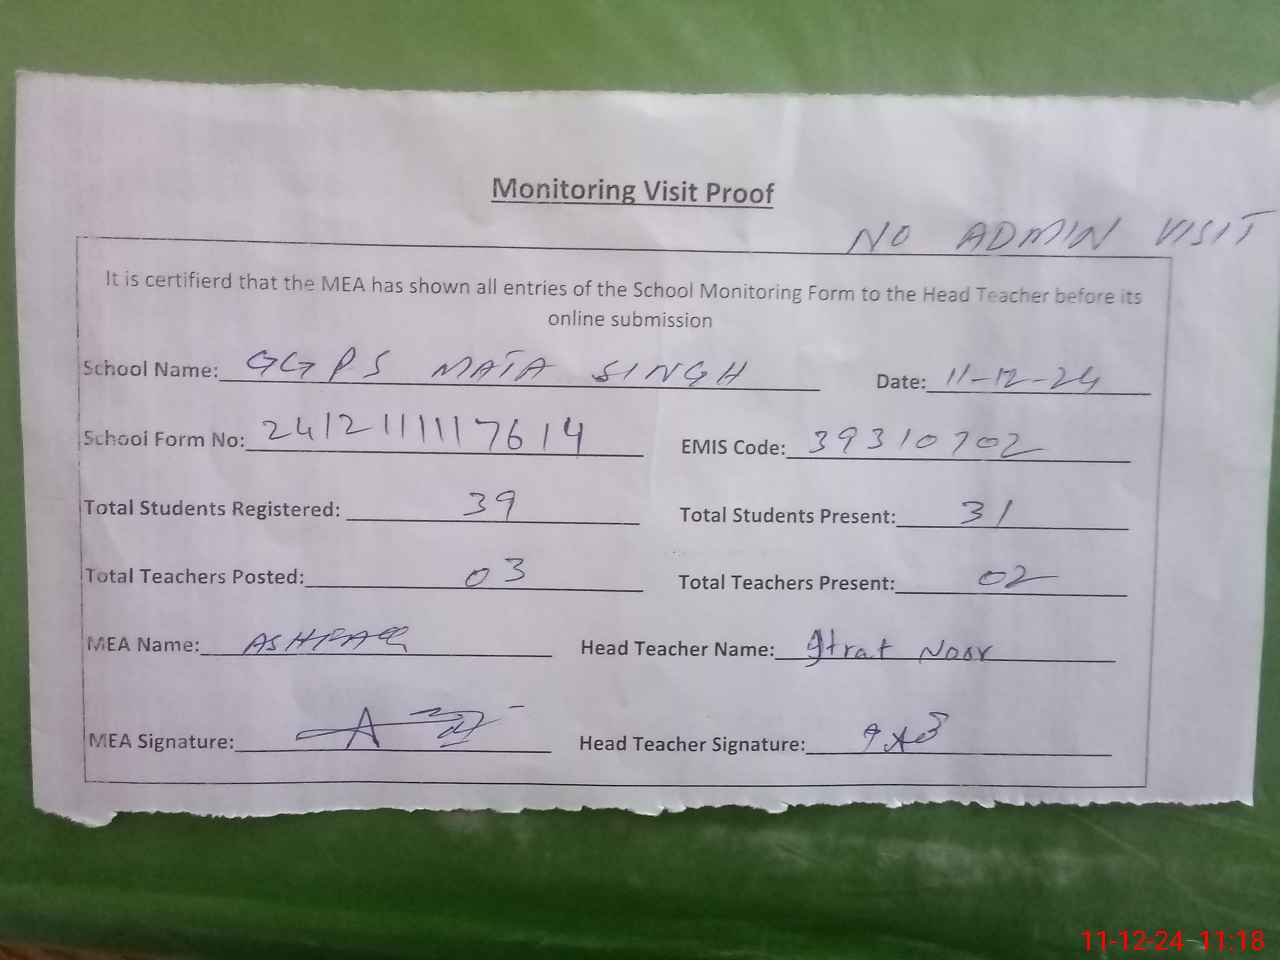 Monitoring Visit Proof
NO ADMIN VISIT
It is certifierd that the MEA has shown all entries of the School Monitoring Form to the Head Teacher before its
online submission
School Name: GGPS MATA SINGH Date: 11-12-24
School Form No: 2412111117614 EMIS Code: 39310702
Total Students Registered: 39 Total Students Present: 31
Total Teachers Posted: 03 Total Teachers Present: 02
MEA Name: ASHFAQ Head Teacher Name: Noor
MEA Signature: Head Teacher Signature:
11-12-24 11:18